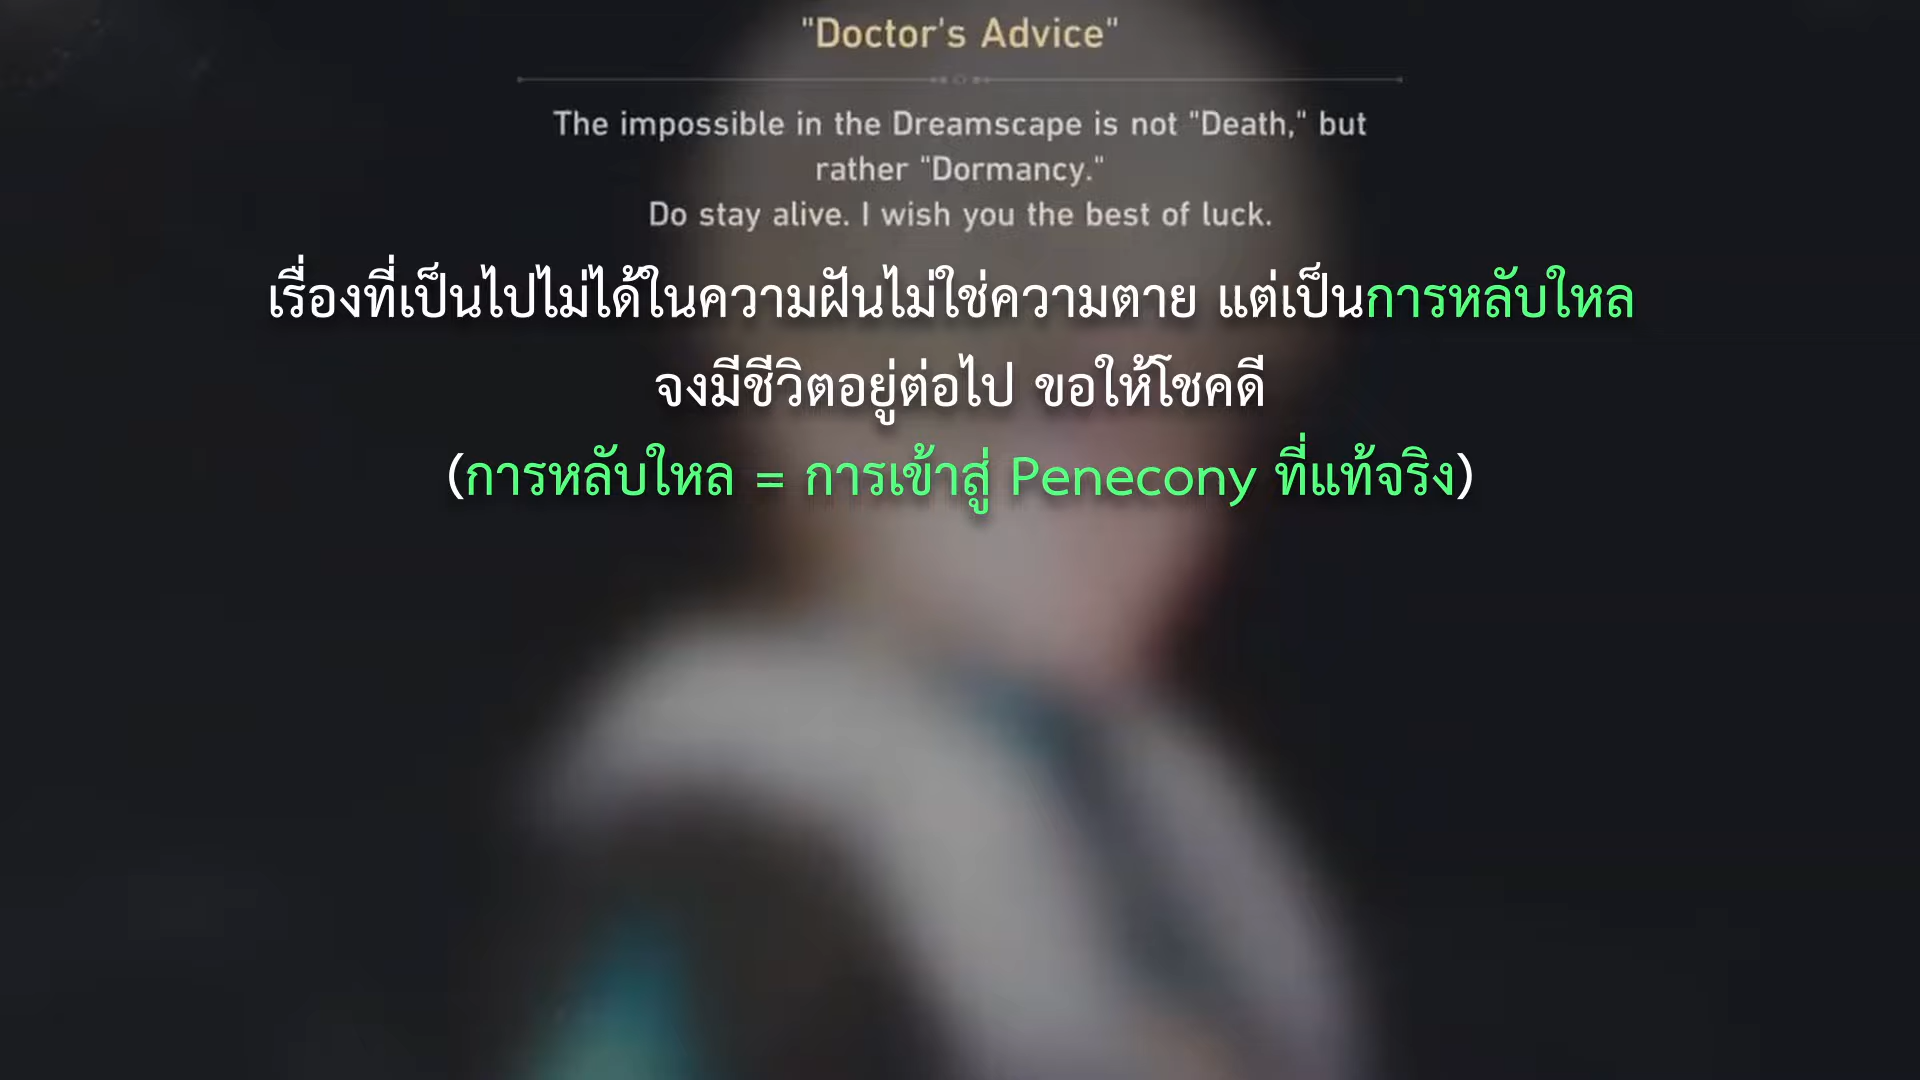 "Doctor's Advice"
The impossible in the Dreamscape is not "Death," but
rather "Dormancy."
Do stay alive. I wish you the best of luck.
เรื่องที่เป็นไปไม่ได้ในความฝันไม่ใช่ความตาย แต่เป็นการหลับใหล
จงมีชีวิตอยู่ต่อไป ขอให้โชคดี
(การหลับใหล = การเข้าสู่ Penecony ที่แท้จริง)